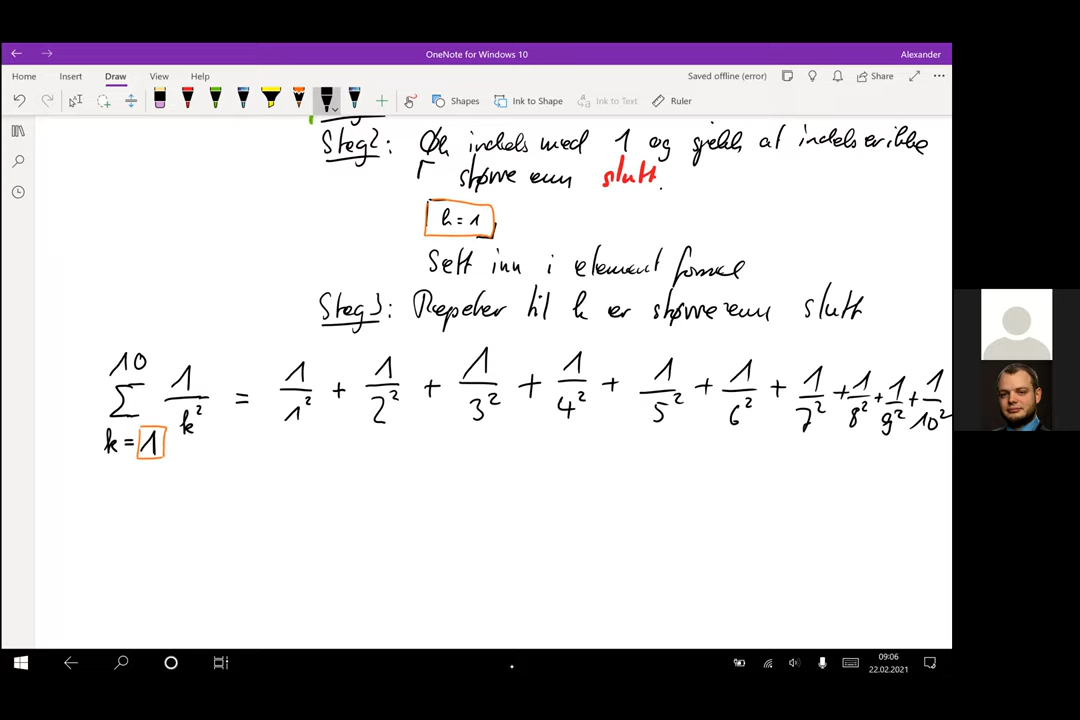 OneNote for Windows 10
Alexander
Home Insert Draw View Help
Saved offline (error)
Share
Shapes
Ink to Shape
Ink to Text
Ruler
Steg2: Øk indeks med 1 og sjekk at indeks er ikke
større enn slutt.
k = 1
Sett inn i element formel
Steg3: Repeter til k er større enn slutt
10
∑ 1/k² = 1/1² + 1/2² + 1/3² + 1/4² + 1/5² + 1/6² + 1/7² + 1/8² + 1/9² + 1/10²
k = 1
09:06
22.02.2021